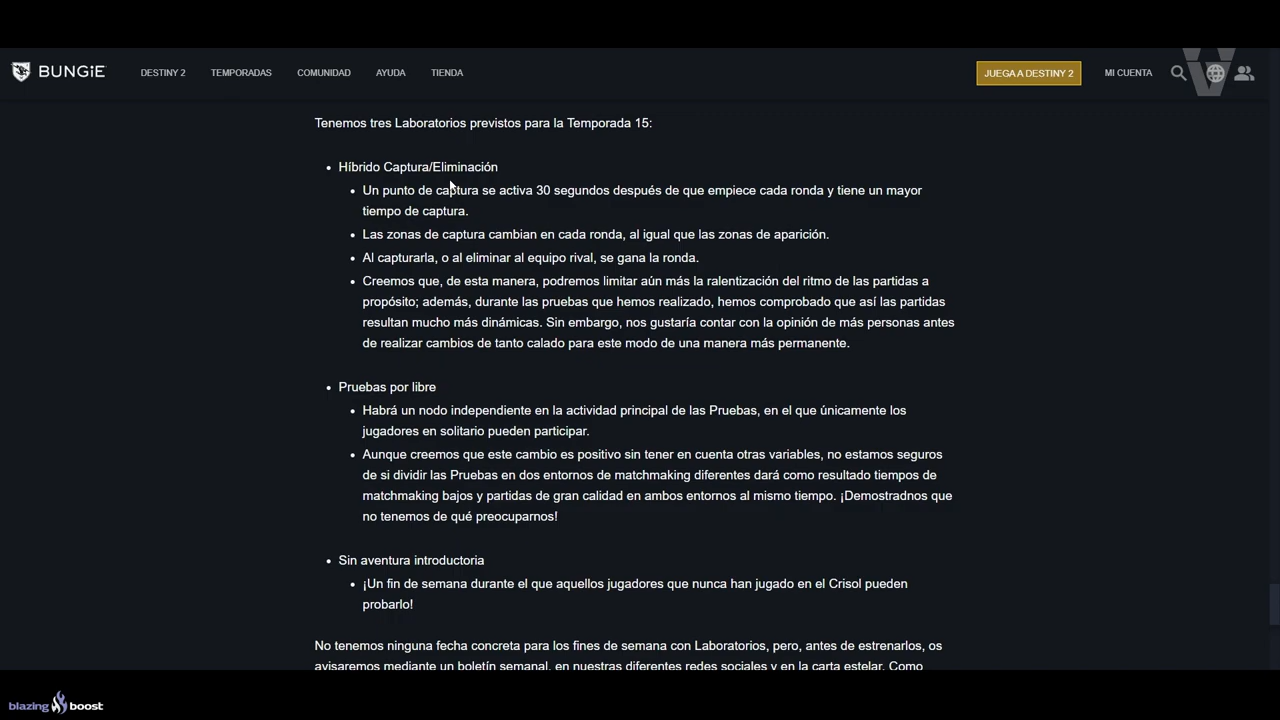 BUNGiE
DESTINY 2
TEMPORADAS
COMUNIDAD
AYUDA
TIENDA
JUEGA A DESTINY 2
MI CUENTA
Tenemos tres Laboratorios previstos para la Temporada 15:
• Híbrido Captura/Eliminación
• Un punto de captura se activa 30 segundos después de que empiece cada ronda y tiene un mayor
tiempo de captura.
• Las zonas de captura cambian en cada ronda, al igual que las zonas de aparición.
• Al capturarla, o al eliminar al equipo rival, se gana la ronda.
• Creemos que, de esta manera, podremos limitar aún más la ralentización del ritmo de las partidas a
propósito; además, durante las pruebas que hemos realizado, hemos comprobado que así las partidas
resultan mucho más dinámicas. Sin embargo, nos gustaría contar con la opinión de más personas antes
de realizar cambios de tanto calado para este modo de una manera más permanente.
• Pruebas por libre
• Habrá un nodo independiente en la actividad principal de las Pruebas, en el que únicamente los
jugadores en solitario pueden participar.
• Aunque creemos que este cambio es positivo sin tener en cuenta otras variables, no estamos seguros
de si dividir las Pruebas en dos entornos de matchmaking diferentes dará como resultado tiempos de
matchmaking bajos y partidas de gran calidad en ambos entornos al mismo tiempo. ¡Demostradnos que
no tenemos de qué preocuparnos!
• Sin aventura introductoria
• ¡Un fin de semana durante el que aquellos jugadores que nunca han jugado en el Crisol pueden
probarlo!
No tenemos ninguna fecha concreta para los fines de semana con Laboratorios, pero, antes de estrenarlos, os
avisaremos mediante un boletín semanal, en nuestras diferentes redes sociales y en la carta estelar. Como
blazing boost